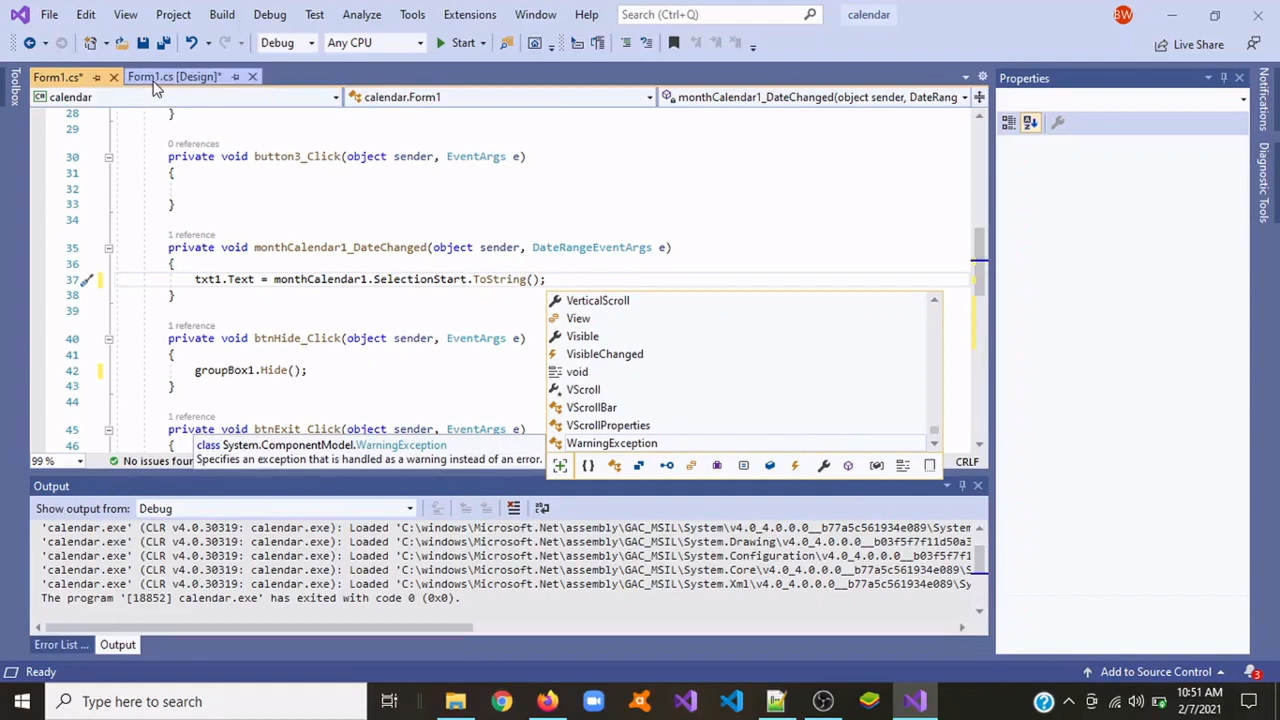 File Edit View Project Build Debug Test Analyze Tools Extensions Window Help Search (Ctrl+Q) calendar BW
Debug Any CPU Start Live Share
Form1.cs* Form1.cs [Design]*
Properties
calendar calendar.Form1 monthCalendar1_DateChanged(object sender, DateRang
Toolbox
Notifications
Diagnostic Tools
28 }
29
0 references
30 private void button3_Click(object sender, EventArgs e)
31 {
32
33 }
34
1 reference
35 private void monthCalendar1_DateChanged(object sender, DateRangeEventArgs e)
36 {
37 txt1.Text = monthCalendar1.SelectionStart.ToString();
38 }
39
1 reference
40 private void btnHide_Click(object sender, EventArgs e)
41 {
42 groupBox1.Hide();
43 }
44
1 reference
45 private void btnExit_Click(object sender, EventArgs e)
46 {
VerticalScroll
View
Visible
VisibleChanged
void
VScroll
VScrollBar
VScrollProperties
WarningException
class System.ComponentModel.WarningException
Specifies an exception that is handled as a warning instead of an error.
99 % No issues foun CRLF
Output
Show output from: Debug
'calendar.exe' (CLR v4.0.30319: calendar.exe): Loaded 'C:\windows\Microsoft.Net\assembly\GAC_MSIL\System\v4.0_4.0.0.0__b77a5c561934e089\System
'calendar.exe' (CLR v4.0.30319: calendar.exe): Loaded 'C:\windows\Microsoft.Net\assembly\GAC_MSIL\System.Drawing\v4.0_4.0.0.0__b03f5f7f11d50a3
'calendar.exe' (CLR v4.0.30319: calendar.exe): Loaded 'C:\windows\Microsoft.Net\assembly\GAC_MSIL\System.Configuration\v4.0_4.0.0.0__b03f5f7f1
'calendar.exe' (CLR v4.0.30319: calendar.exe): Loaded 'C:\windows\Microsoft.Net\assembly\GAC_MSIL\System.Core\v4.0_4.0.0.0__b77a5c561934e089\S
'calendar.exe' (CLR v4.0.30319: calendar.exe): Loaded 'C:\windows\Microsoft.Net\assembly\GAC_MSIL\System.Xml\v4.0_4.0.0.0__b77a5c561934e089\Sy
The program '[18852] calendar.exe' has exited with code 0 (0x0).
Error List ... Output
Ready Add to Source Control 3
Type here to search
10:51 AM
2/7/2021